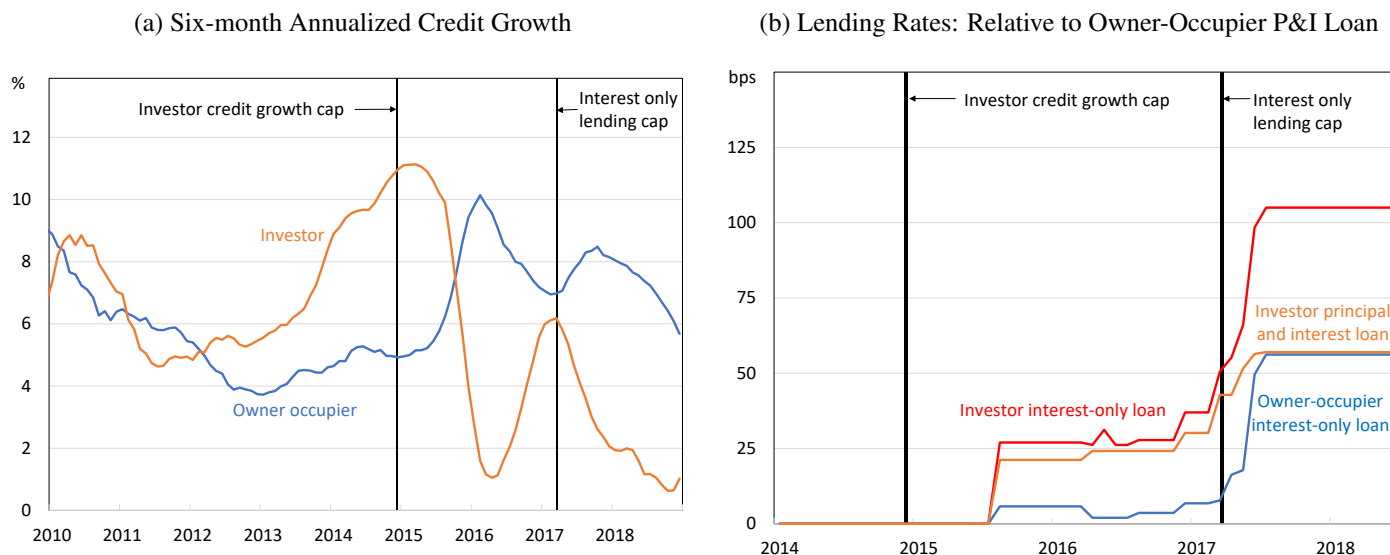 (a) Six-month Annualized Credit Growth
%
Investor credit growth cap
Interest only
lending cap
12
10
8
6
4
2
0
Investor
Owner occupier
2010
2011
2012
2013
2014
2015
2016
2017
2018
(b) Lending Rates: Relative to Owner-Occupier P&I Loan
bps
Investor credit growth cap
Interest only
lending cap
125
100
75
50
25
0
Investor principal
and interest loan
Investor interest-only loan
Owner-occupier
interest-only loan
2014
2015
2016
2017
2018